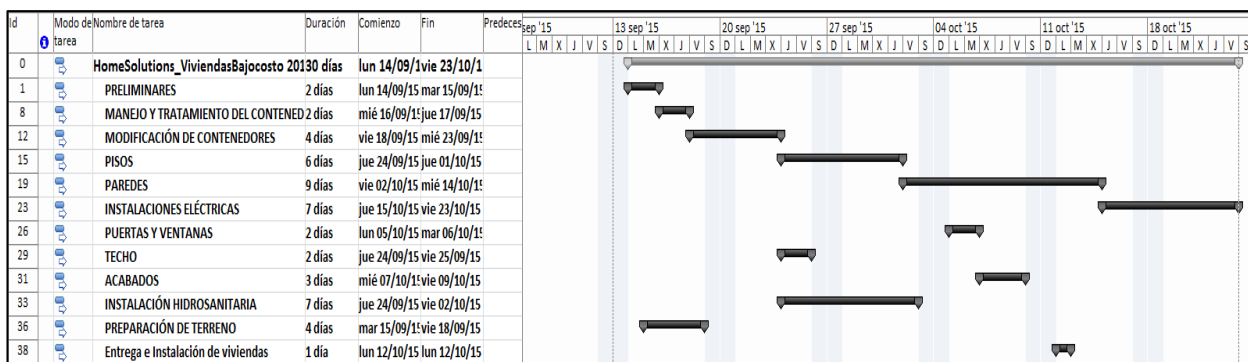 Id Modo de tarea Nombre de tarea Duración Comienzo Fin Predeces
sep '15 13 sep '15 20 sep '15 27 sep '15 04 oct '15 11 oct '15 18 oct '15
L M X J V S D L M X J V S D L M X J V S D L M X J V S D L M X J V S D L M X J V S D L M X J V S
0 HomeSolutions_ViviendasBajocosto 201 30 días lun 14/09/1 vie 23/10/1
1 PRELIMINARES 2 días lun 14/09/15 mar 15/09/15
8 MANEJO Y TRATAMIENTO DEL CONTENED 2 días mié 16/09/15 jue 17/09/15
12 MODIFICACIÓN DE CONTENEDORES 4 días vie 18/09/15 mié 23/09/15
15 PISOS 6 días jue 24/09/15 jue 01/10/15
19 PAREDES 9 días vie 02/10/15 mié 14/10/15
23 INSTALACIONES ELÉCTRICAS 7 días jue 15/10/15 vie 23/10/15
26 PUERTAS Y VENTANAS 2 días lun 05/10/15 mar 06/10/15
29 TECHO 2 días jue 24/09/15 vie 25/09/15
31 ACABADOS 3 días mié 07/10/15 vie 09/10/15
33 INSTALACIÓN HIDROSANITARIA 7 días jue 24/09/15 vie 02/10/15
36 PREPARACIÓN DE TERRENO 4 días mar 15/09/15 vie 18/09/15
38 Entrega e Instalación de viviendas 1 día lun 12/10/15 lun 12/10/15